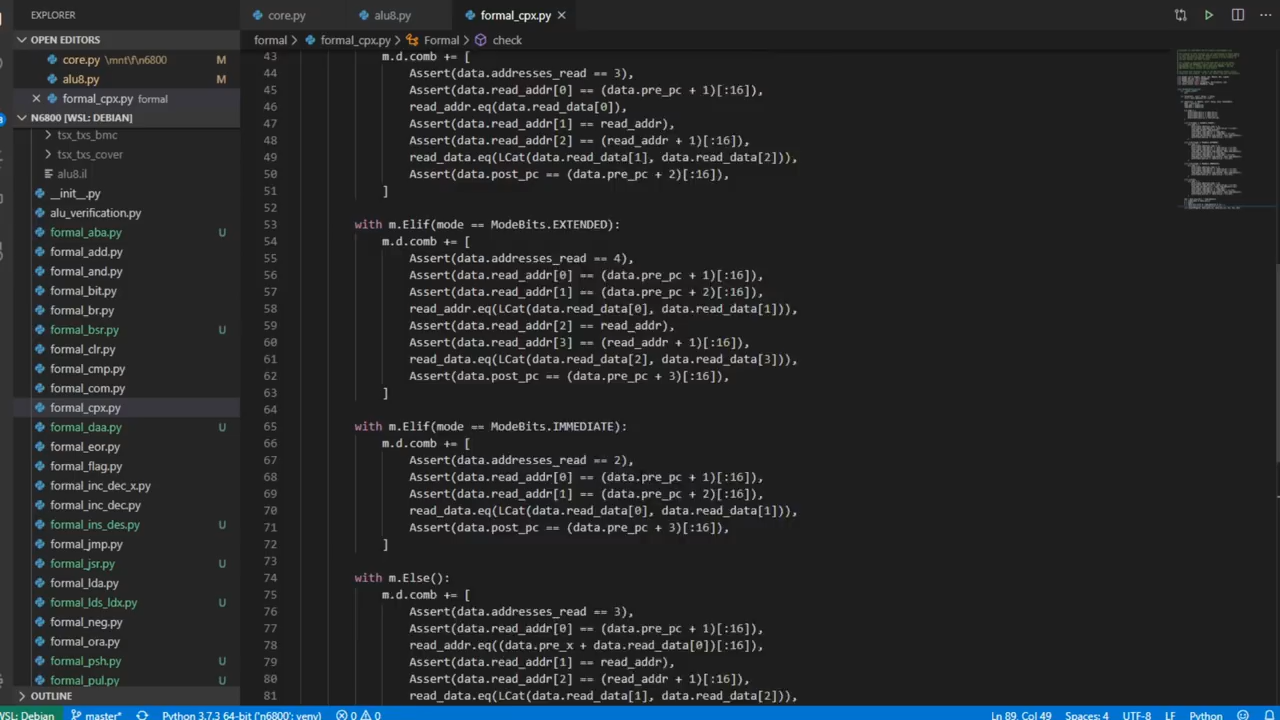 EXPLORER
core.py
alu8.py
formal_cpx.py
OPEN EDITORS
core.py \mnt\f\n6800 M
alu8.py M
formal_cpx.py formal
N6800 [WSL: DEBIAN]
tsx_txs_bmc
tsx_txs_cover
alu8.il
__init__.py
alu_verification.py
formal_aba.py U
formal_add.py
formal_and.py
formal_bit.py
formal_br.py
formal_bsr.py U
formal_clr.py
formal_cmp.py
formal_com.py
formal_cpx.py
formal_daa.py U
formal_eor.py
formal_flag.py
formal_inc_dec_x.py
formal_inc_dec.py
formal_ins_des.py U
formal_jmp.py
formal_jsr.py U
formal_lda.py
formal_lds_ldx.py U
formal_neg.py
formal_ora.py
formal_psh.py U
formal_pul.py U
OUTLINE
formal > formal_cpx.py > Formal > check
43 m.d.comb += [
44 Assert(data.addresses_read == 3),
45 Assert(data.read_addr[0] == (data.pre_pc + 1)[:16]),
46 read_addr.eq(data.read_data[0]),
47 Assert(data.read_addr[1] == read_addr),
48 Assert(data.read_addr[2] == (read_addr + 1)[:16]),
49 read_data.eq(LCat(data.read_data[1], data.read_data[2])),
50 Assert(data.post_pc == (data.pre_pc + 2)[:16]),
51 ]
52
53 with m.Elif(mode == ModeBits.EXTENDED):
54 m.d.comb += [
55 Assert(data.addresses_read == 4),
56 Assert(data.read_addr[0] == (data.pre_pc + 1)[:16]),
57 Assert(data.read_addr[1] == (data.pre_pc + 2)[:16]),
58 read_addr.eq(LCat(data.read_data[0], data.read_data[1])),
59 Assert(data.read_addr[2] == read_addr),
60 Assert(data.read_addr[3] == (read_addr + 1)[:16]),
61 read_data.eq(LCat(data.read_data[2], data.read_data[3])),
62 Assert(data.post_pc == (data.pre_pc + 3)[:16]),
63 ]
64
65 with m.Elif(mode == ModeBits.IMMEDIATE):
66 m.d.comb += [
67 Assert(data.addresses_read == 2),
68 Assert(data.read_addr[0] == (data.pre_pc + 1)[:16]),
69 Assert(data.read_addr[1] == (data.pre_pc + 2)[:16]),
70 read_data.eq(LCat(data.read_data[0], data.read_data[1])),
71 Assert(data.post_pc == (data.pre_pc + 3)[:16]),
72 ]
73
74 with m.Else():
75 m.d.comb += [
76 Assert(data.addresses_read == 3),
77 Assert(data.read_addr[0] == (data.pre_pc + 1)[:16]),
78 read_addr.eq((data.pre_x + data.read_data[0])[:16]),
79 Assert(data.read_addr[1] == read_addr),
80 Assert(data.read_addr[2] == (read_addr + 1)[:16]),
81 read_data.eq(LCat(data.read_data[1], data.read_data[2])),
WSL: Debian master* Python 3.7.3 64-bit ('n6800': venv) 0 0 Ln 89, Col 49 Spaces: 4 UTF-8 LF Python